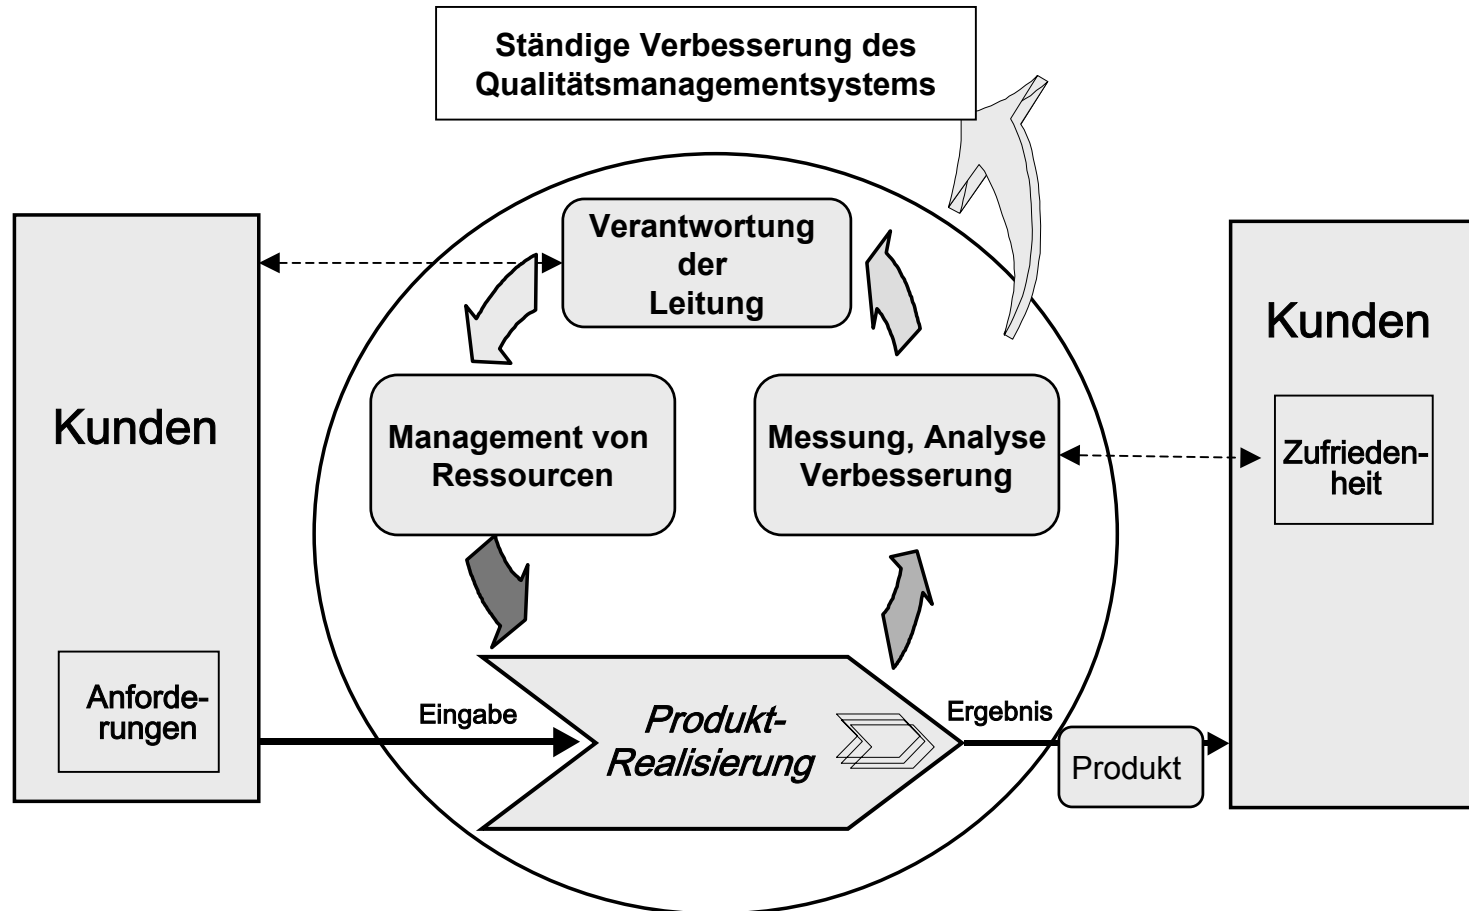 Ständige Verbesserung des
Qualitätsmanagementsystems
Verantwortung
der
Leitung
Kunden
Kunden
Management von
Ressourcen
Messung, Analyse
Verbesserung
Zufrieden-
heit
Anforde-
rungen
Eingabe
Produkt-
Realisierung
Ergebnis
Produkt